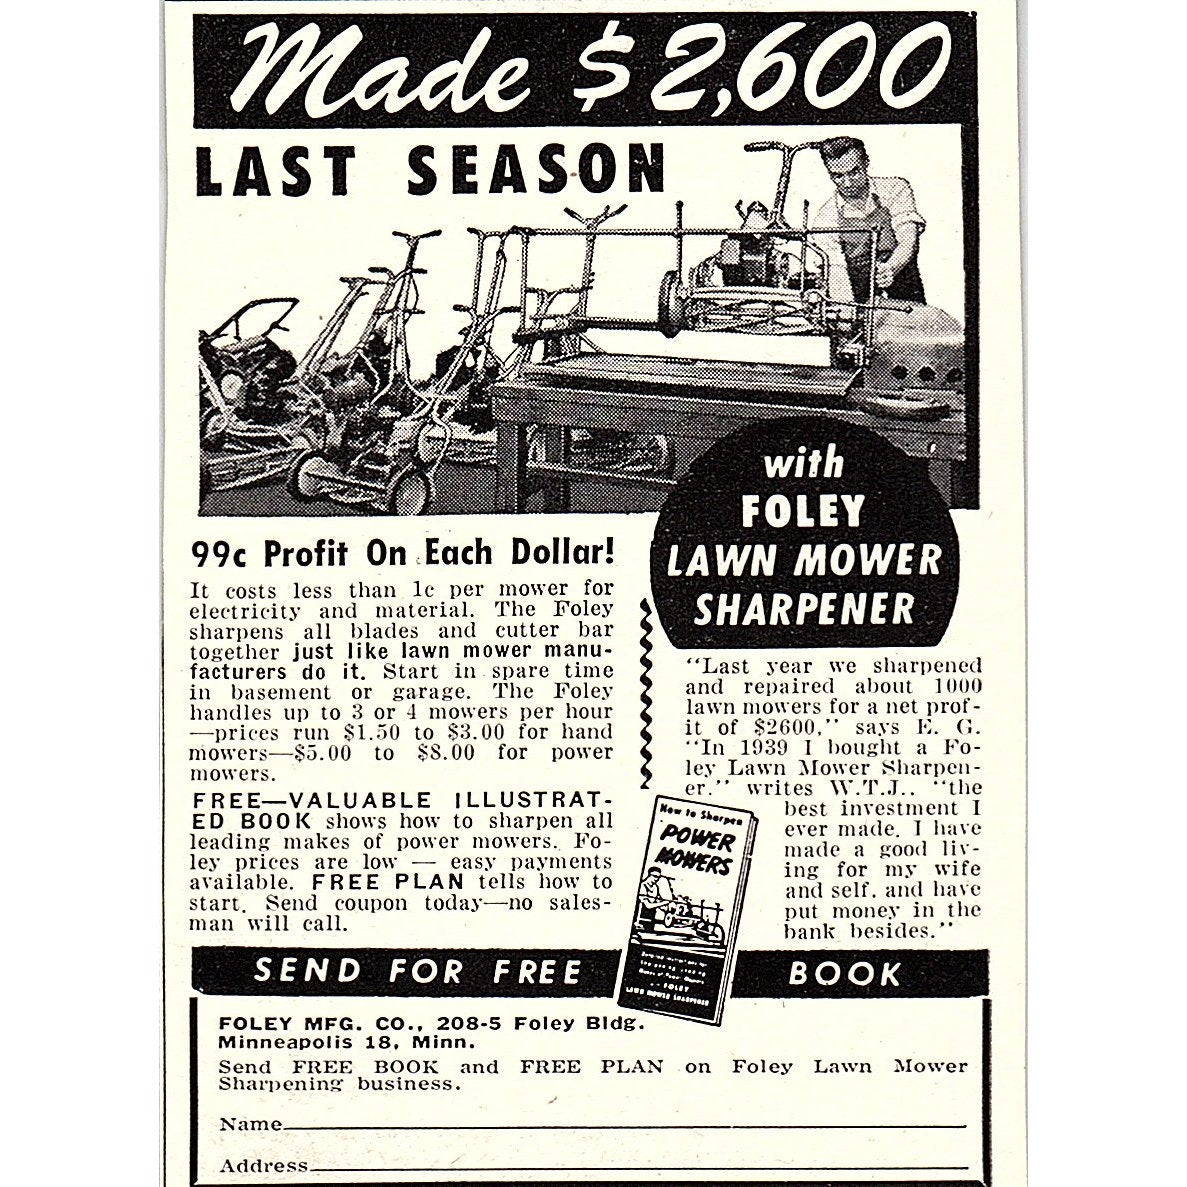 Made $2,600
LAST SEASON
with
FOLEY
LAWN MOWER
SHARPENER
99c Profit On Each Dollar!
It costs less than 1c per mower for
electricity and material. The Foley
sharpens all blades and cutter bar
together just like lawn mower manu-
facturers do it. Start in spare time
in basement or garage. The Foley
handles up to 3 or 4 mowers per hour
—prices run $1.50 to $3.00 for hand
mowers—$5.00 to $8.00 for power
mowers.
FREE—VALUABLE ILLUSTRAT-
ED BOOK shows how to sharpen all
leading makes of power mowers. Fo-
ley prices are low — easy payments
available. FREE PLAN tells how to
start. Send coupon today—no sales-
man will call.
"Last year we sharpened
and repaired about 1000
lawn mowers for a net prof-
it of $2600," says E. G.
"In 1939 I bought a Fo-
ley Lawn Mower Sharpen-
er." writes W.T.J.. "the
best investment I
ever made. I have
made a good liv-
ing for my wife
and self. and have
put money in the
bank besides."
How to Sharpen
POWER
MOWERS
FOLEY
LAWN MOWER SHARPENER
SEND FOR FREE BOOK
FOLEY MFG. CO., 208-5 Foley Bldg.
Minneapolis 18, Minn.
Send FREE BOOK and FREE PLAN on Foley Lawn Mower
Sharpening business.
Name
Address